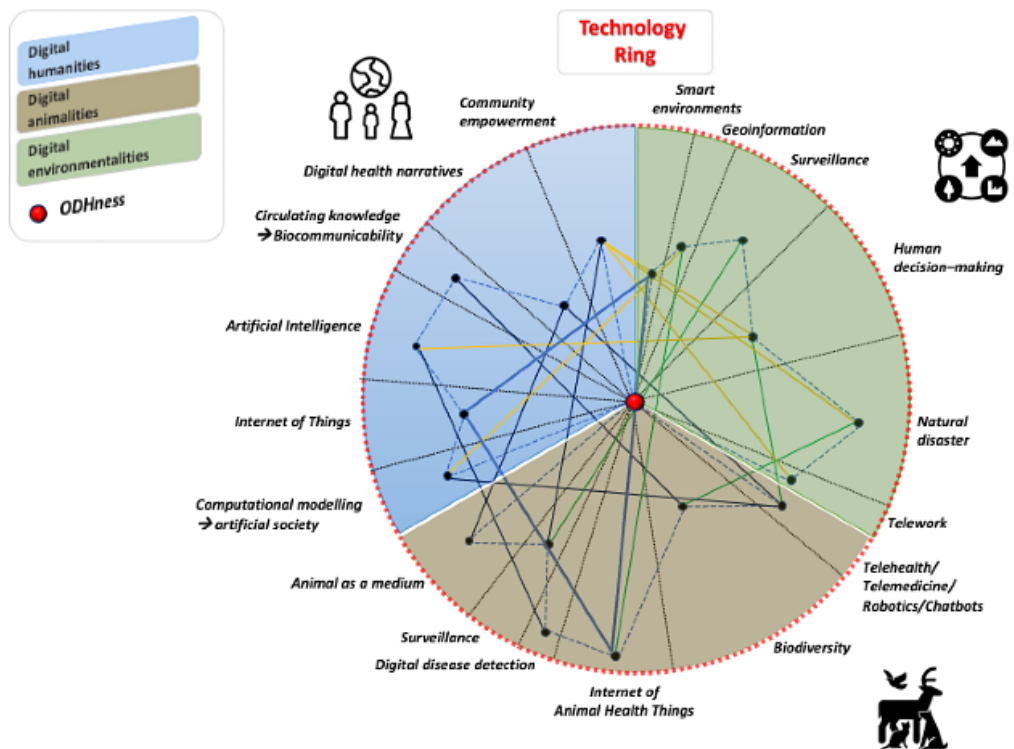 Digital
humanities
Digital
animalities
Digital
environmentalities
ODHness
Technology
Ring
Smart
environments
Community
empowerment
Geoinformation
Surveillance
Digital health narratives
Circulating knowledge
→ Biocommunicability
Human
decision–making
Artificial Intelligence
Internet of Things
Natural
disaster
Computational modelling
→ artificial society
Telework
Animal as a medium
Telehealth/
Telemedicine/
Robotics/Chatbots
Surveillance
Biodiversity
Digital disease detection
Internet of
Animal Health Things